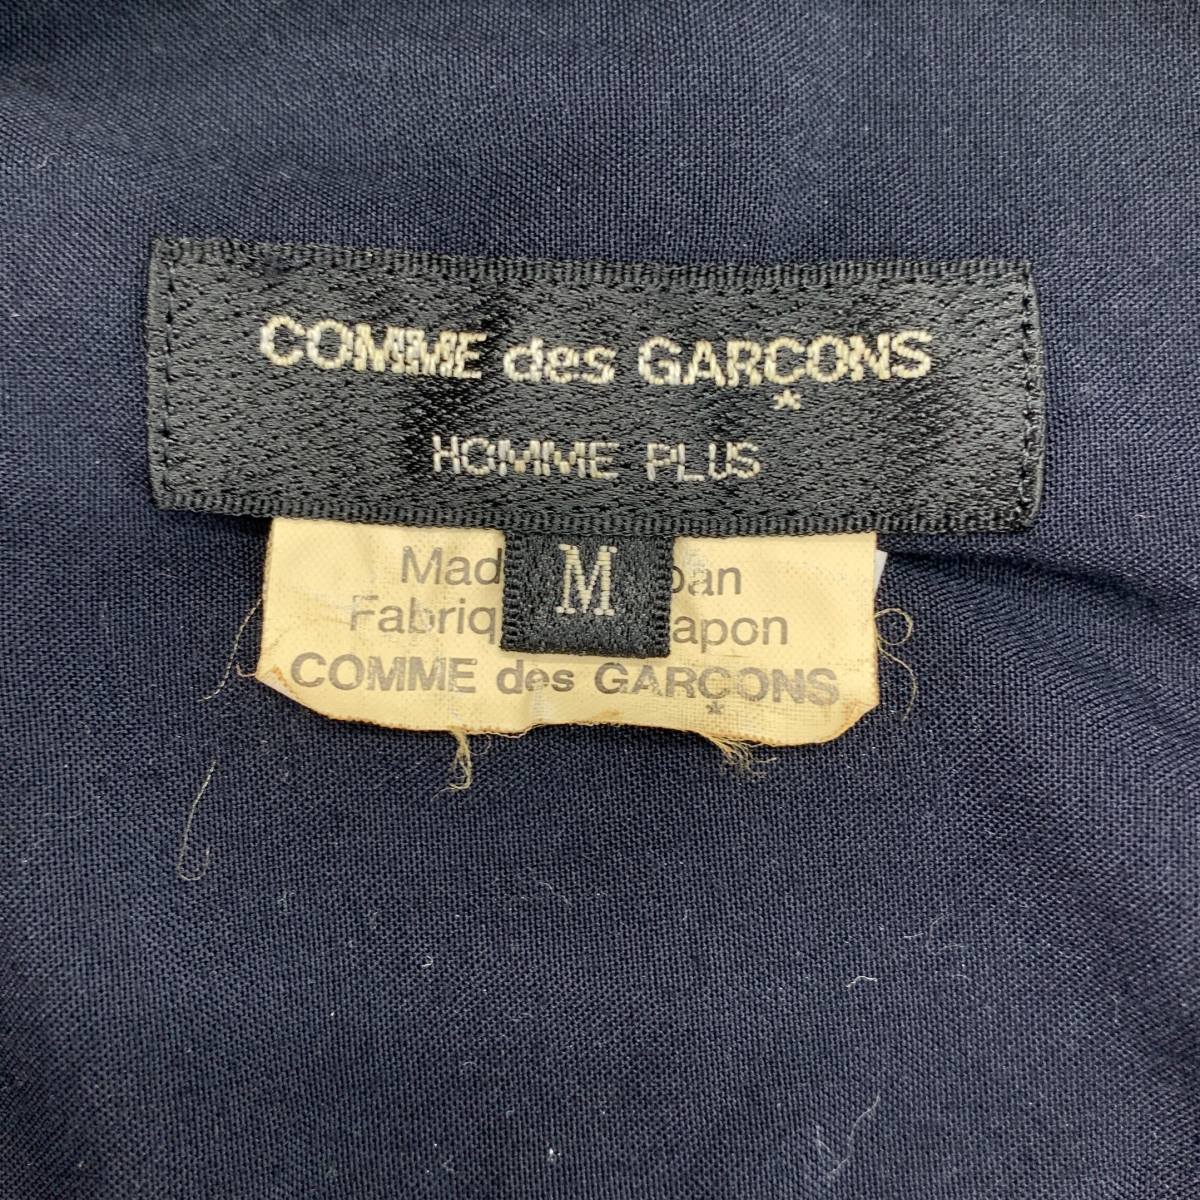 COMME des GARÇONS
*
HOMME PLUS
M
Mad pan
Fabriq apon
COMME des GARÇONS
*